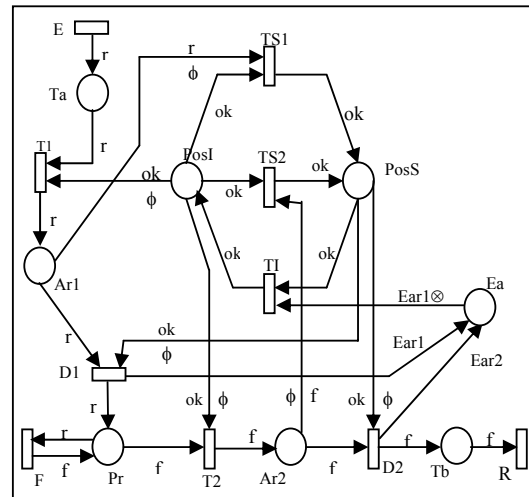 E
TS1
r
r
ϕ
ok
Ta
ok
r
T1
PosI
TS2
ok
ok
ok
PosS
ϕ
ok
r
f
ok
ok
Ar1
TI
Ea
Ear1⊗
r
ok
Ear1
ϕ
Ear2
D1
r
ok
ϕ
ϕ
f
ok
ϕ
r
f
f
f
f
f
f
F
Pr
T2
Ar2
D2
Tb
R